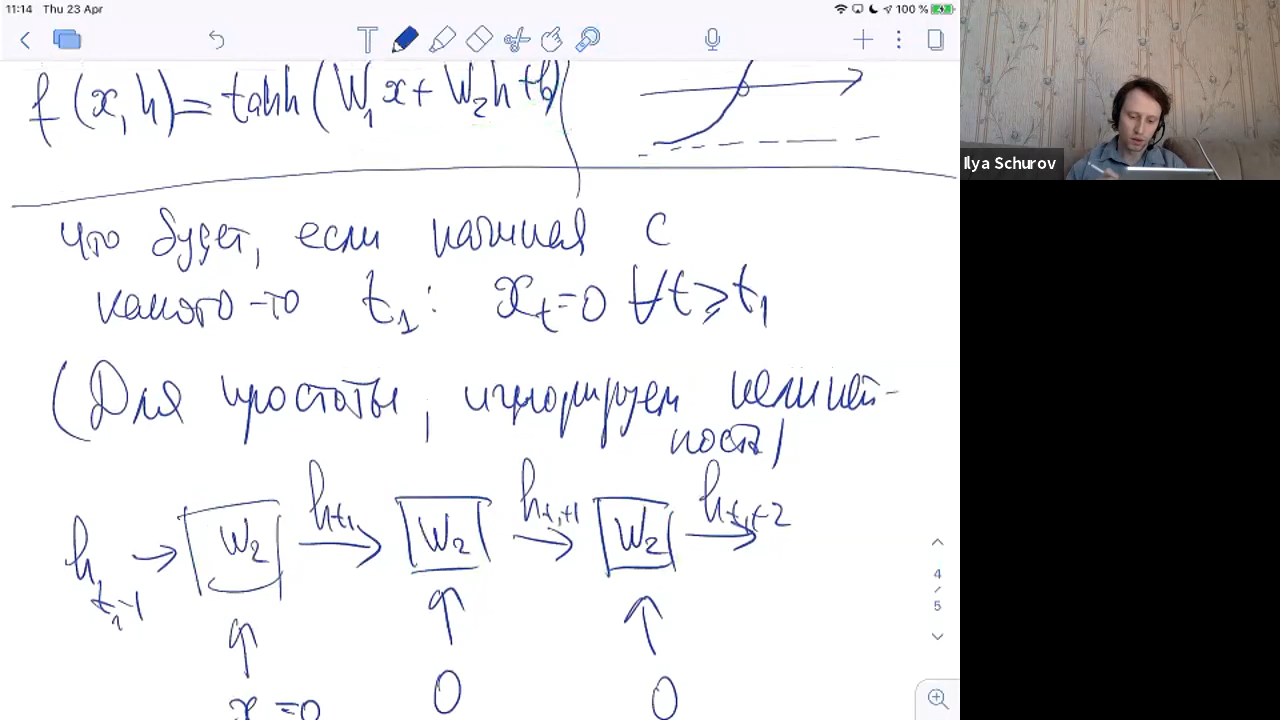 11:14 Thu 23 Apr
100 %
T
f(x, h) = tanh(W₁x + W₂h + b)
Ilya Schurov
что будет, если начиная с
какого-то t₁: xₜ=0 ∀t⩾t₁
(Для простоты, игнорируем нелиней-
ность)
hₜ₁ hₜ₁+1 hₜ₁+2
hₜ₁-1 → W₂ → W₂ → W₂ →
4
/
5
x =0 0 0